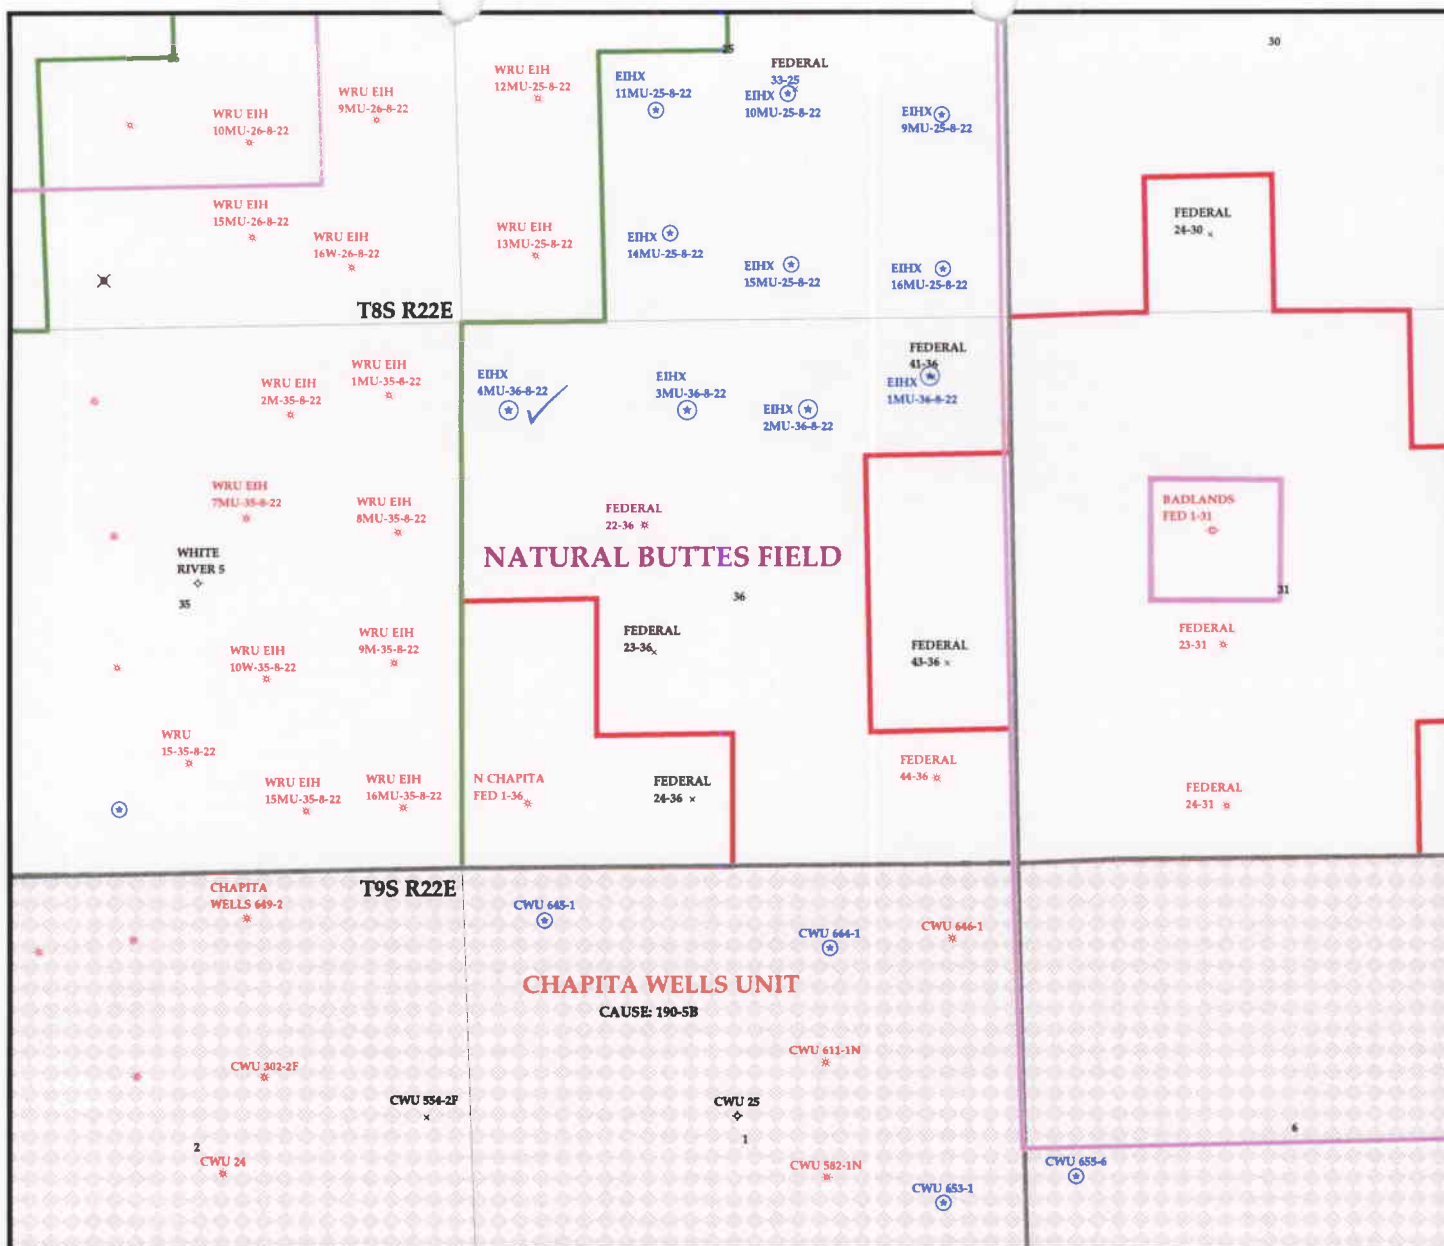 30
25
FEDERAL
33-25
WRU EIH
12MU-25-8-22
EIHX
11MU-25-8-22
EIHX
10MU-25-8-22
WRU EIH
9MU-26-8-22
WRU EIH
10MU-26-8-22
EIHX
9MU-25-8-22
WRU EIH
15MU-26-8-22
FEDERAL
24-30
WRU EIH
16W-26-8-22
WRU EIH
13MU-25-8-22
EIHX
14MU-25-8-22
EIHX
15MU-25-8-22
EIHX
16MU-25-8-22
T8S R22E
FEDERAL
41-36
WRU EIH
1MU-35-8-22
WRU EIH
2M-35-8-22
EIHX
4MU-36-8-22
EIHX
3MU-36-8-22
EIHX
2MU-36-8-22
EIHX
1MU-36-8-22
WRU EIH
7MU-35-8-22
WRU EIH
8MU-35-8-22
FEDERAL
22-36
BADLANDS
FED 1-31
NATURAL BUTTES FIELD
WHITE
RIVER 5
35
36
31
FEDERAL
23-36
FEDERAL
23-31
WRU EIH
10W-35-8-22
WRU EIH
9M-35-8-22
FEDERAL
43-36
WRU
15-35-8-22
WRU EIH
15MU-35-8-22
WRU EIH
16MU-35-8-22
N CHAPITA
FED 1-36
FEDERAL
24-36
FEDERAL
44-36
FEDERAL
24-31
T9S R22E
CHAPITA
WELLS 649-2
CWU 645-1
CWU 664-1
CWU 646-1
CHAPITA WELLS UNIT
CAUSE: 190-5B
CWU 302-2F
CWU 611-1N
CWU 554-2F
CWU 25
1
6
2
CWU 24
CWU 582-1N
CWU 653-1
CWU 655-6